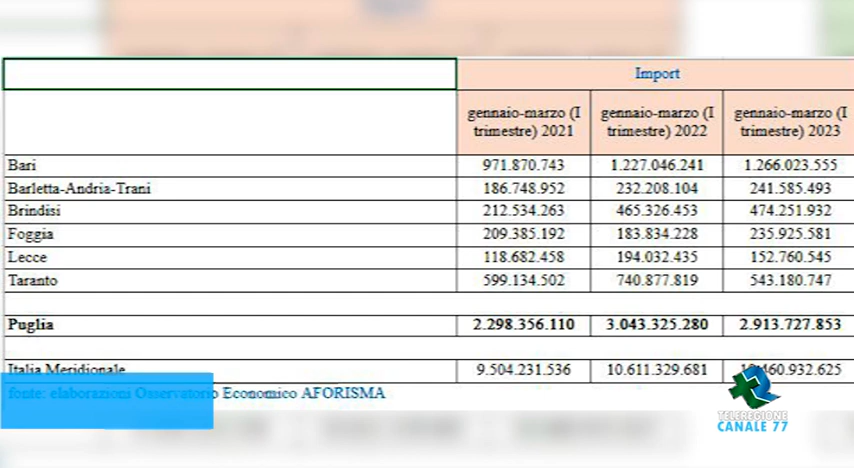 Import
gennaio-marzo (I trimestre) 2021 gennaio-marzo (I trimestre) 2022 gennaio-marzo (I trimestre) 2023
Bari 971.870.743 1.227.046.241 1.266.023.555
Barletta-Andria-Trani 186.748.952 232.208.104 241.585.493
Brindisi 212.534.263 465.326.453 474.251.932
Foggia 209.385.192 183.834.228 235.925.581
Lecce 118.682.458 194.032.435 152.760.545
Taranto 599.134.502 740.877.819 543.180.747
Puglia 2.298.356.110 3.043.325.280 2.913.727.853
Italia Meridionale 9.504.231.536 10.611.329.681
fonte: elaborazioni Osservatorio Economico AFORISMA
TELEREGIONE
CANALE 77